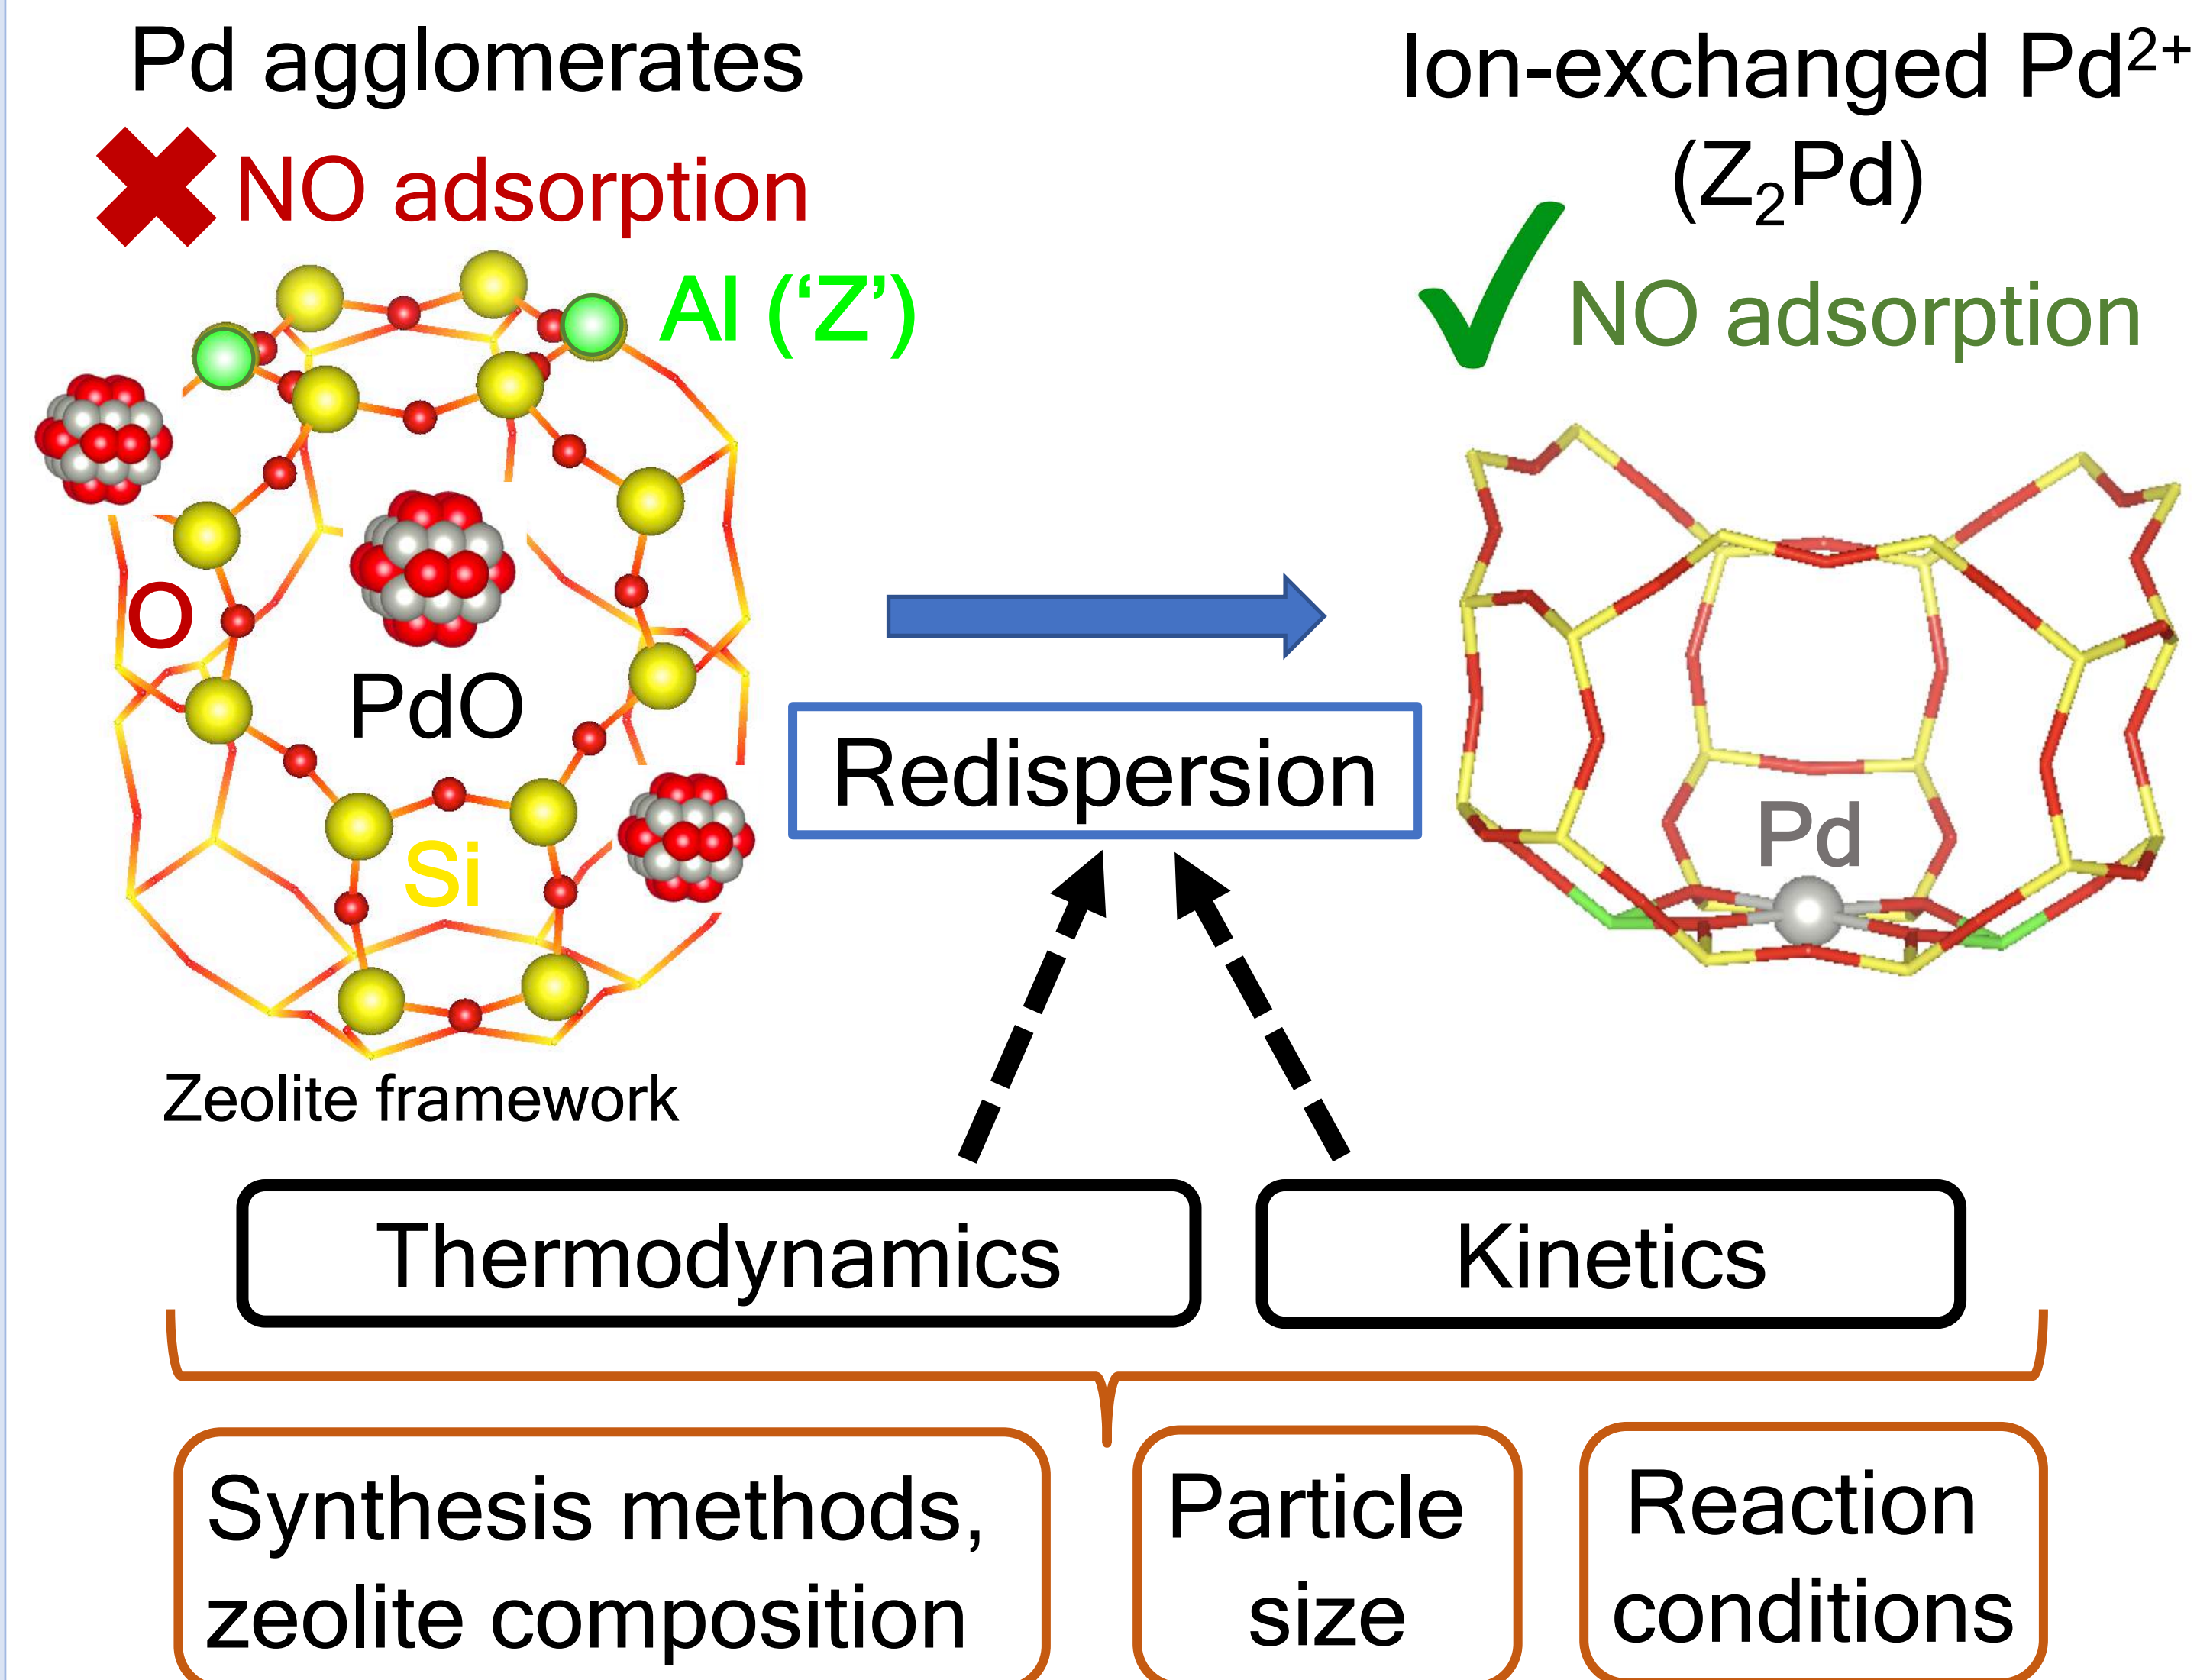 Pd agglomerates
NO adsorption
Al (‘Z’)
O
PdO
Si
Zeolite framework
Redispersion
Ion-exchanged Pd²⁺
(Z₂Pd)
NO adsorption
Pd
Thermodynamics
Kinetics
Synthesis methods,
zeolite composition
Particle
size
Reaction
conditions